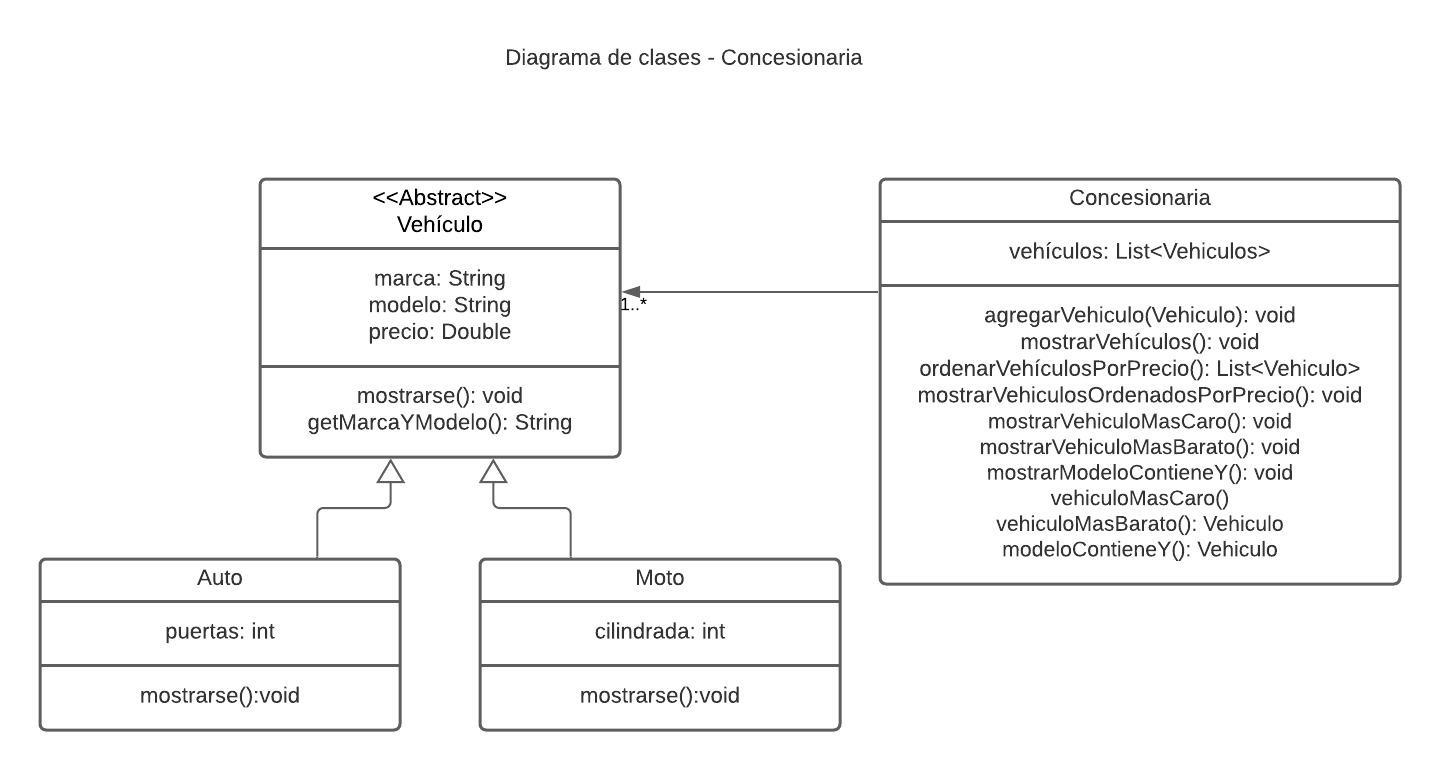 Diagrama de clases - Concesionaria
<<Abstract>>
Vehículo
marca: String
modelo: String
precio: Double
mostrarse(): void
getMarcaYModelo(): String
1..*
Concesionaria
vehículos: List<Vehiculos>
agregarVehiculo(Vehiculo): void
mostrarVehículos(): void
ordenarVehículosPorPrecio(): List<Vehiculo>
mostrarVehiculosOrdenadosPorPrecio(): void
mostrarVehiculoMasCaro(): void
mostrarVehiculoMasBarato(): void
mostrarModeloContieneY(): void
vehiculoMasCaro()
vehiculoMasBarato(): Vehiculo
modeloContieneY(): Vehiculo
Auto
puertas: int
mostrarse():void
Moto
cilindrada: int
mostrarse():void